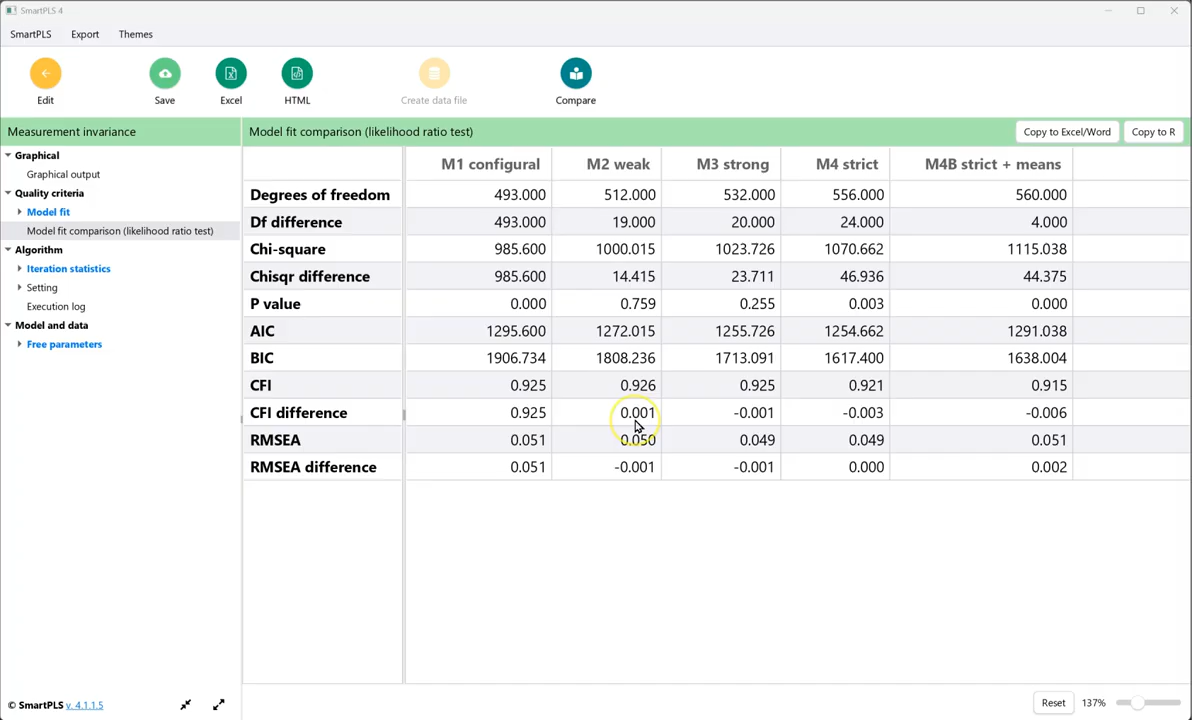 SmartPLS 4
SmartPLS Export Themes
Edit Save Excel HTML Create data file Compare
Measurement invariance
Graphical
Graphical output
Quality criteria
Model fit
Model fit comparison (likelihood ratio test)
Algorithm
Iteration statistics
Setting
Execution log
Model and data
Free parameters
Model fit comparison (likelihood ratio test) Copy to Excel/Word Copy to R
M1 configural M2 weak M3 strong M4 strict M4B strict + means
Degrees of freedom 493.000 512.000 532.000 556.000 560.000
Df difference 493.000 19.000 20.000 24.000 4.000
Chi-square 985.600 1000.015 1023.726 1070.662 1115.038
Chisqr difference 985.600 14.415 23.711 46.936 44.375
P value 0.000 0.759 0.255 0.003 0.000
AIC 1295.600 1272.015 1255.726 1254.662 1291.038
BIC 1906.734 1808.236 1713.091 1617.400 1638.004
CFI 0.925 0.926 0.925 0.921 0.915
CFI difference 0.925 0.001 -0.001 -0.003 -0.006
RMSEA 0.051 0.050 0.049 0.049 0.051
RMSEA difference 0.051 -0.001 -0.001 0.000 0.002
© SmartPLS v. 4.1.1.5
Reset 137%